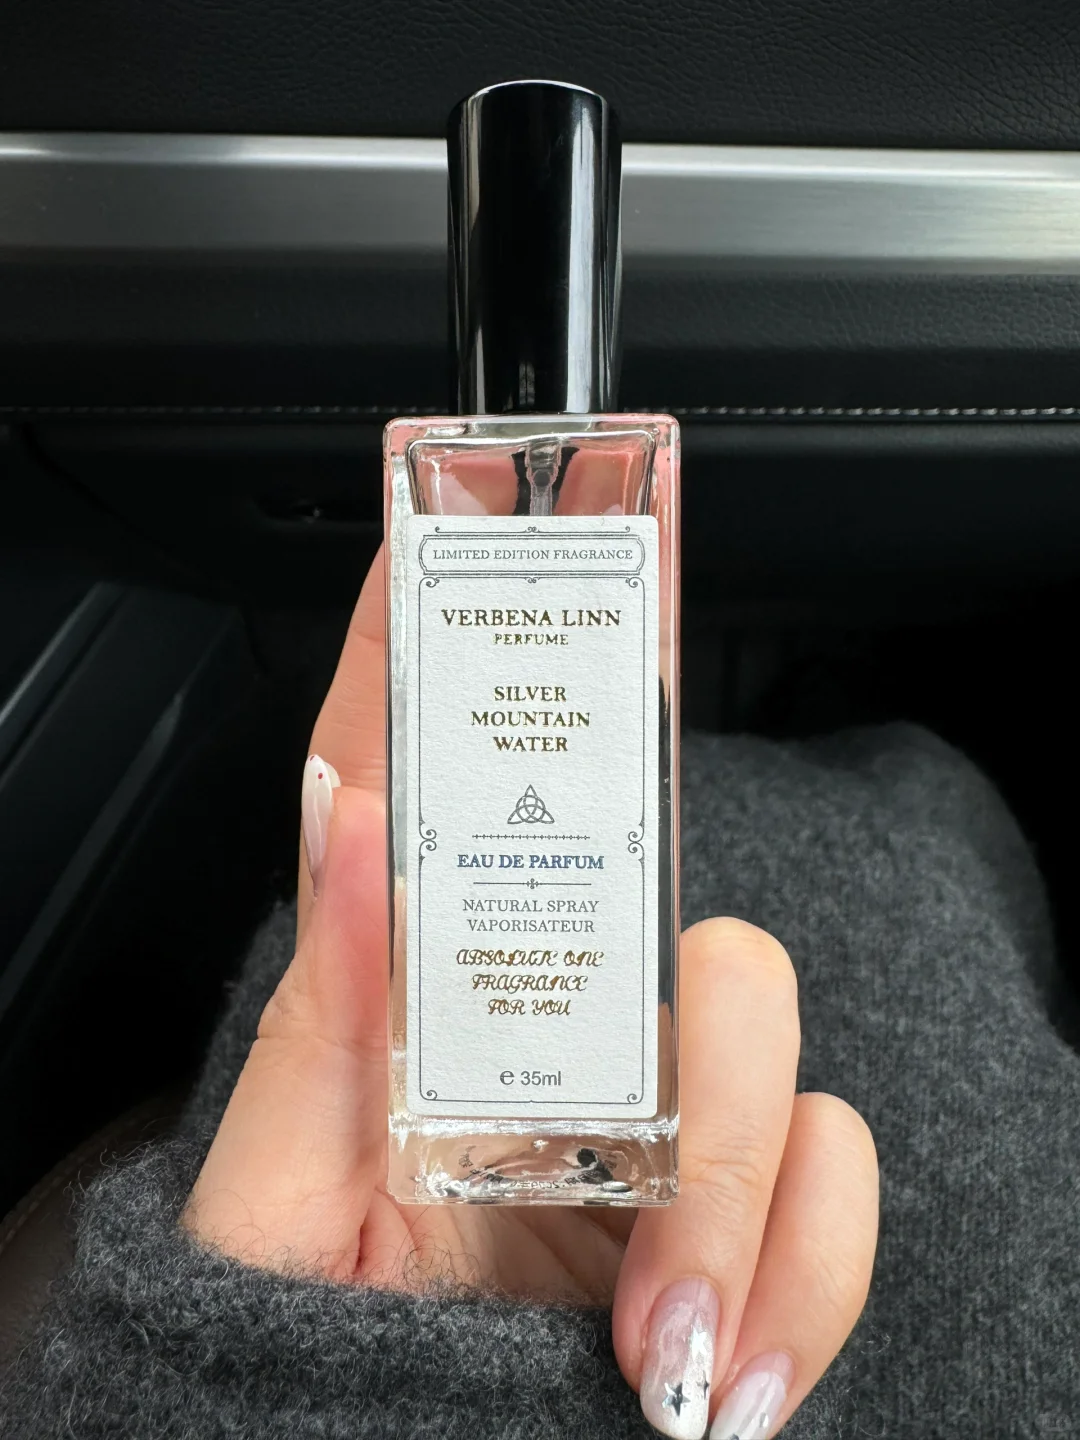 LIMITED EDITION FRAGRANCE
VERBENA LINN
PERFUME
SILVER
MOUNTAIN
WATER
EAU DE PARFUM
NATURAL SPRAY
VAPORISATEUR
ABSOLUTE ONE
FRAGRANCE
FOR YOU
℮ 35ml